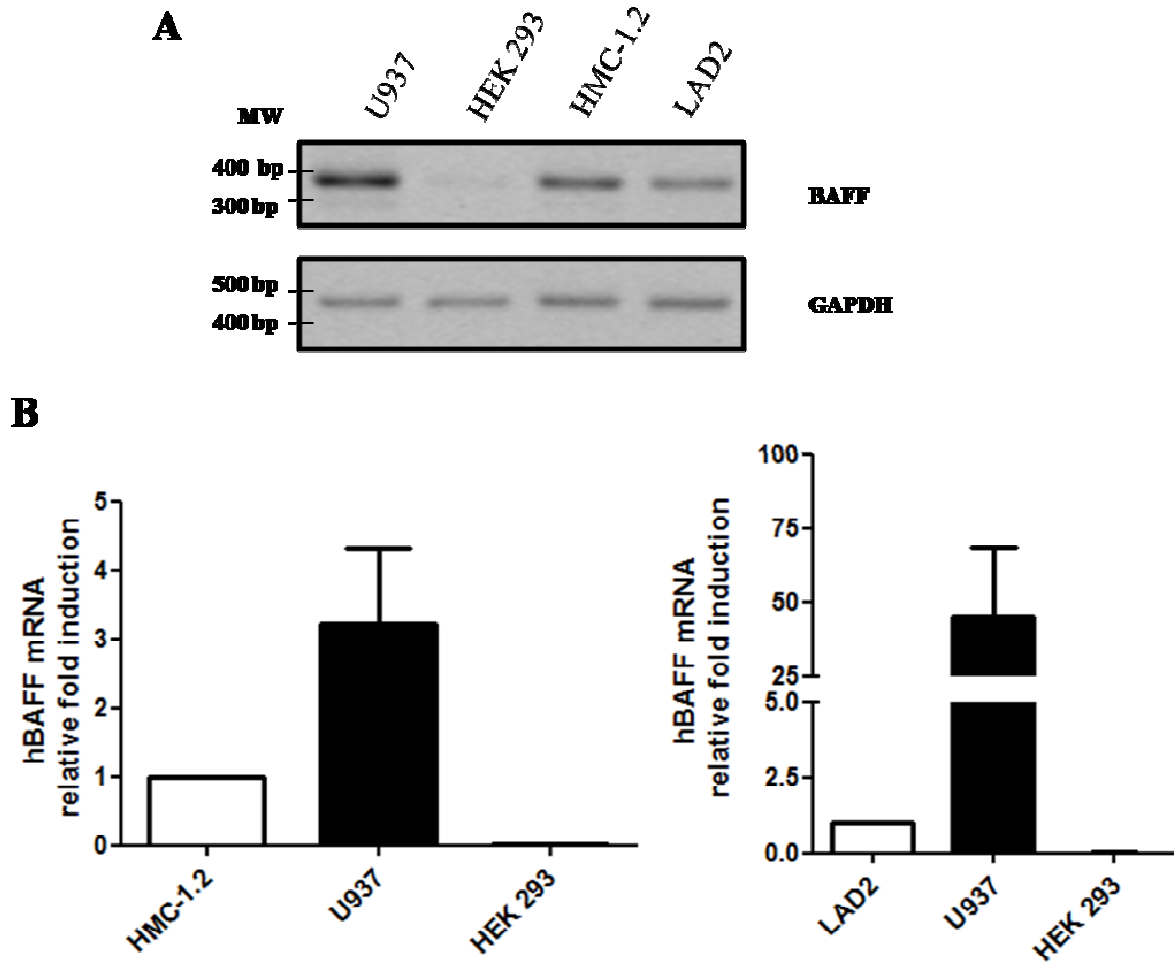 A
U937
HEK 293
HMC-1.2
LAD2
MW
400 bp
300 bp
BAFF
500 bp
400 bp
GAPDH
B
hBAFF mRNA
relative fold induction
5
4
3
2
1
0
HMC-1.2
U937
HEK 293
hBAFF mRNA
relative fold induction
100
75
50
25
5.0
2.5
0.0
LAD2
U937
HEK 293